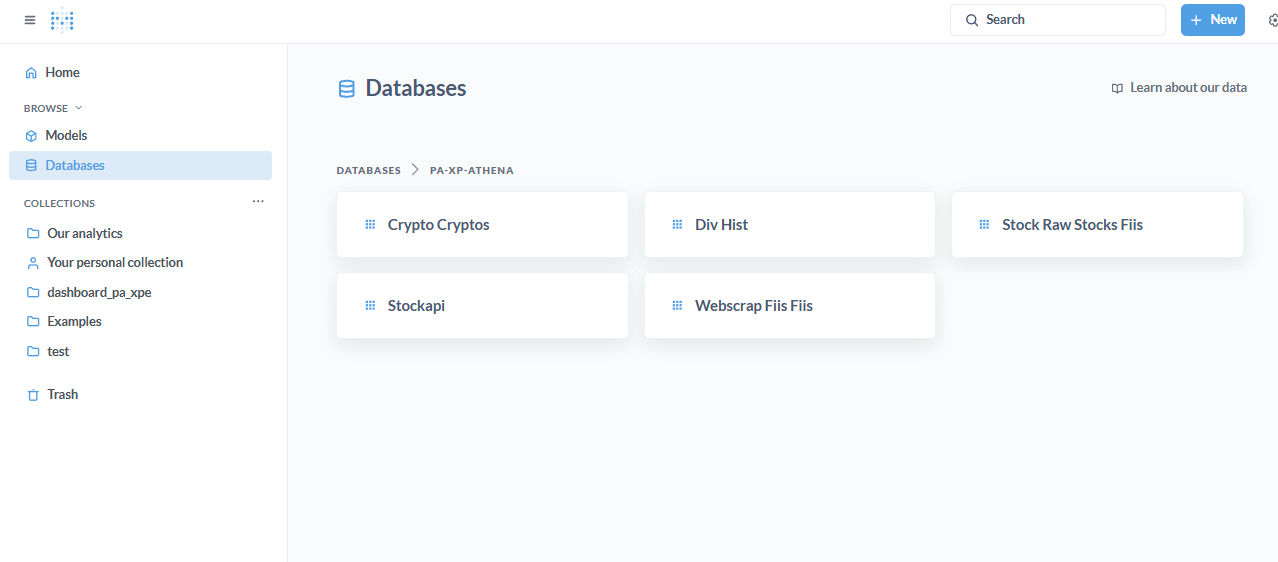 Search
+ New
Home
BROWSE
Models
Databases
COLLECTIONS
...
Our analytics
Your personal collection
dashboard_pa_xpe
Examples
test
Trash
Databases
Learn about our data
DATABASES > PA-XP-ATHENA
Crypto Cryptos
Div Hist
Stock Raw Stocks Fiis
Stockapi
Webscrap Fiis Fiis